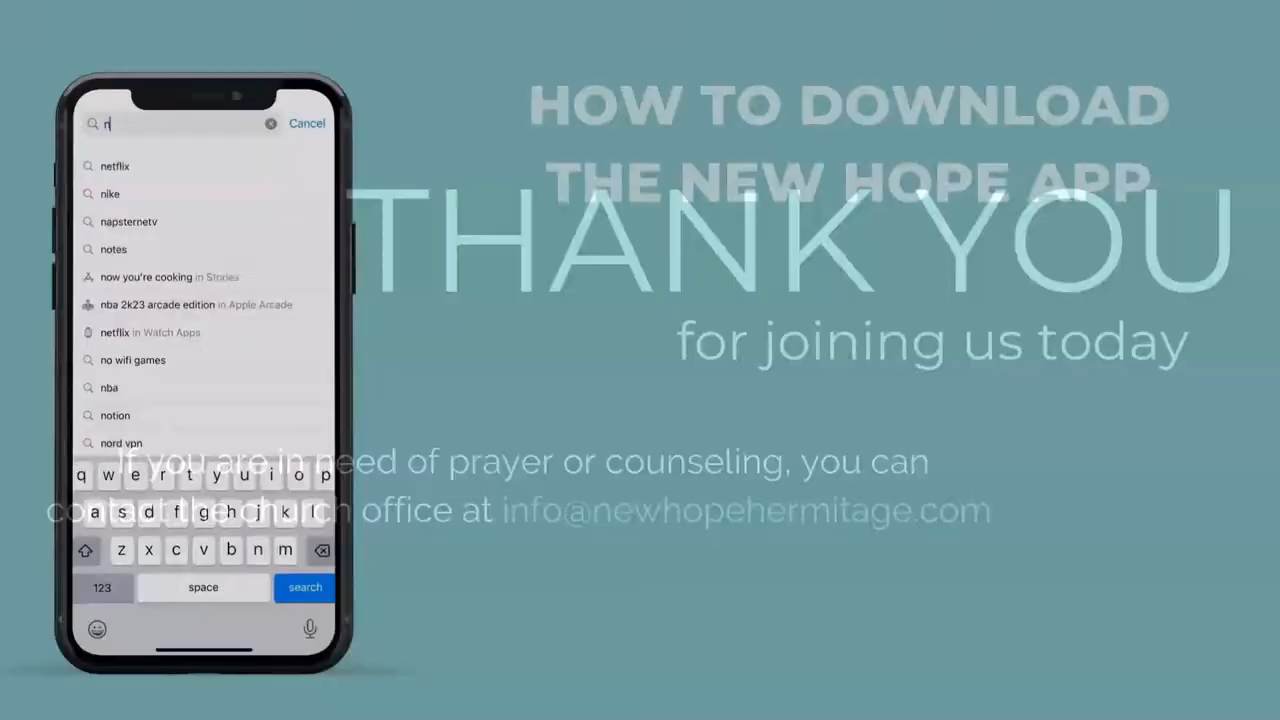 n
Cancel
netflix
nike
napsternetv
notes
now you're cooking in Stories
nba 2k23 arcade edition in Apple Arcade
netflix in Watch Apps
no wifi games
nba
notion
nord vpn
q w e r t y u i o p
a s d f g h j k l
z x c v b n m
123 space search
HOW TO DOWNLOAD
THE NEW HOPE APP
THANK YOU
for joining us today
If you are in need of prayer or counseling, you can
contact the church office at info@newhopehermitage.com